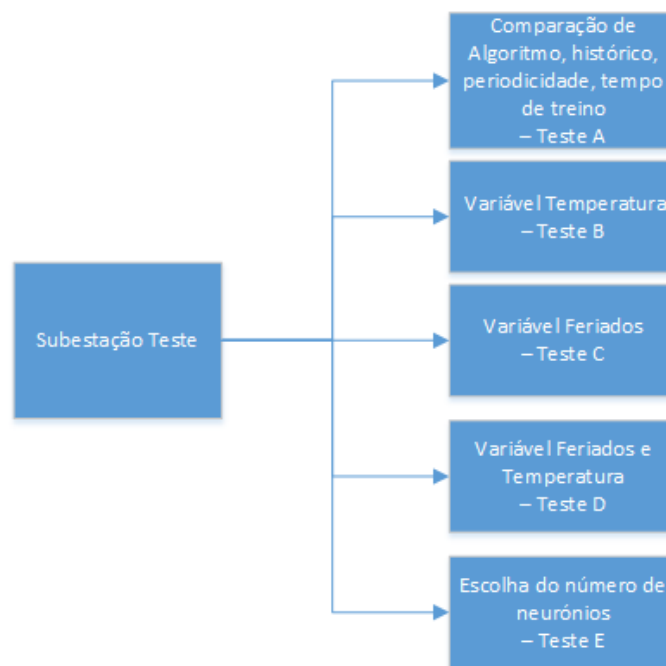 Comparação de
Algoritmo, histórico,
periodicidade, tempo
de treino
– Teste A
Variável Temperatura
– Teste B
Subestação Teste
Variável Feriados
– Teste C
Variável Feriados e
Temperatura
– Teste D
Escolha do número de
neurónios
– Teste E